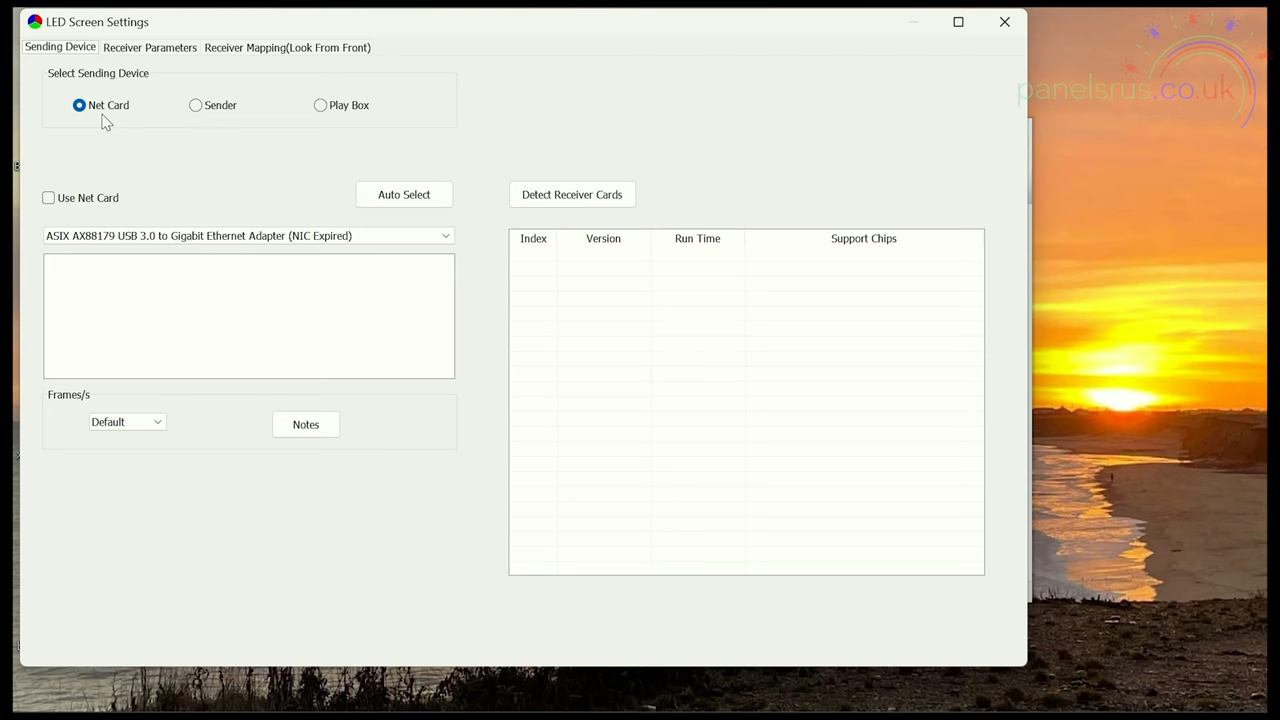 LED Screen Settings
Sending Device Receiver Parameters Receiver Mapping(Look From Front)
Select Sending Device
Net Card Sender Play Box
panelsrus.co.uk
Use Net Card Auto Select Detect Receiver Cards
ASIX AX88179 USB 3.0 to Gigabit Ethernet Adapter (NIC Expired)
Index Version Run Time Support Chips
Frames/s
Default Notes